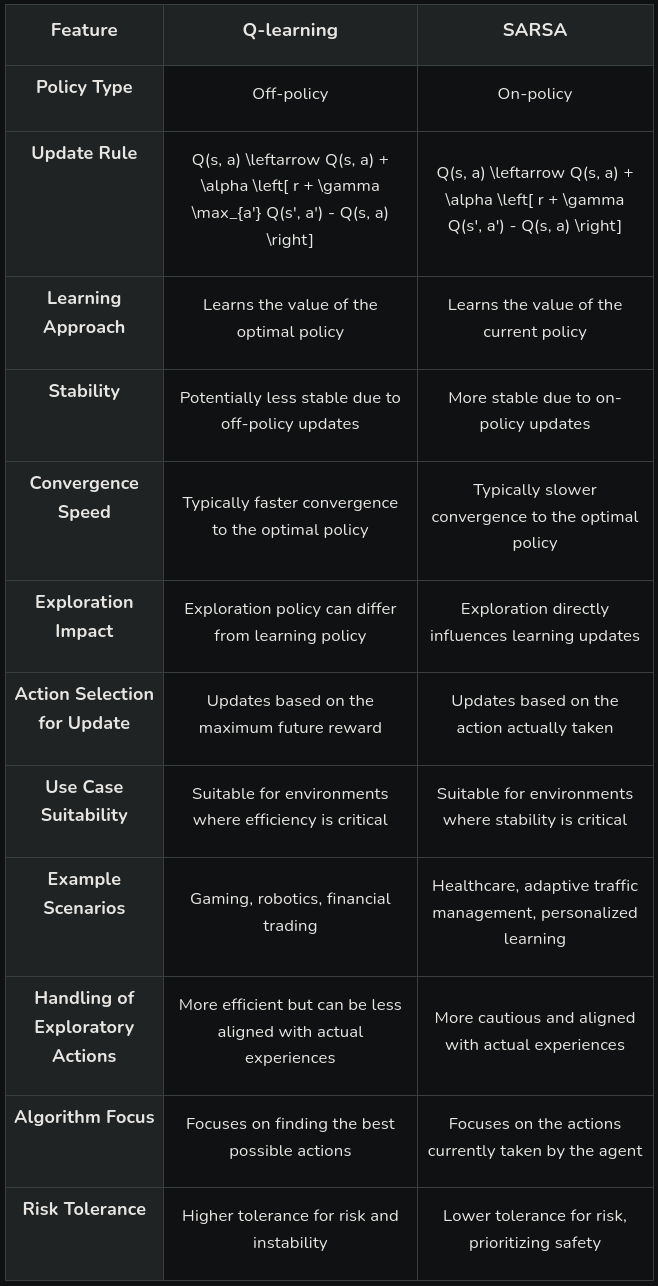 Feature
Q-learning
SARSA
Policy Type
Off-policy
On-policy
Update Rule
Q(s, a) \leftarrow Q(s, a) +
\alpha \left[ r + \gamma
\max_{a'} Q(s', a') - Q(s, a)
\right]
Q(s, a) \leftarrow Q(s, a) +
\alpha \left[ r + \gamma
Q(s', a') - Q(s, a) \right]
Learning
Approach
Learns the value of the
optimal policy
Learns the value of the
current policy
Stability
Potentially less stable due to
off-policy updates
More stable due to on-
policy updates
Convergence
Speed
Typically faster convergence
to the optimal policy
Typically slower
convergence to the optimal
policy
Exploration
Impact
Exploration policy can differ
from learning policy
Exploration directly
influences learning updates
Action Selection
for Update
Updates based on the
maximum future reward
Updates based on the
action actually taken
Use Case
Suitability
Suitable for environments
where efficiency is critical
Suitable for environments
where stability is critical
Example
Scenarios
Gaming, robotics, financial
trading
Healthcare, adaptive traffic
management, personalized
learning
Handling of
Exploratory
Actions
More efficient but can be less
aligned with actual
experiences
More cautious and aligned
with actual experiences
Algorithm Focus
Focuses on finding the best
possible actions
Focuses on the actions
currently taken by the agent
Risk Tolerance
Higher tolerance for risk and
instability
Lower tolerance for risk,
prioritizing safety